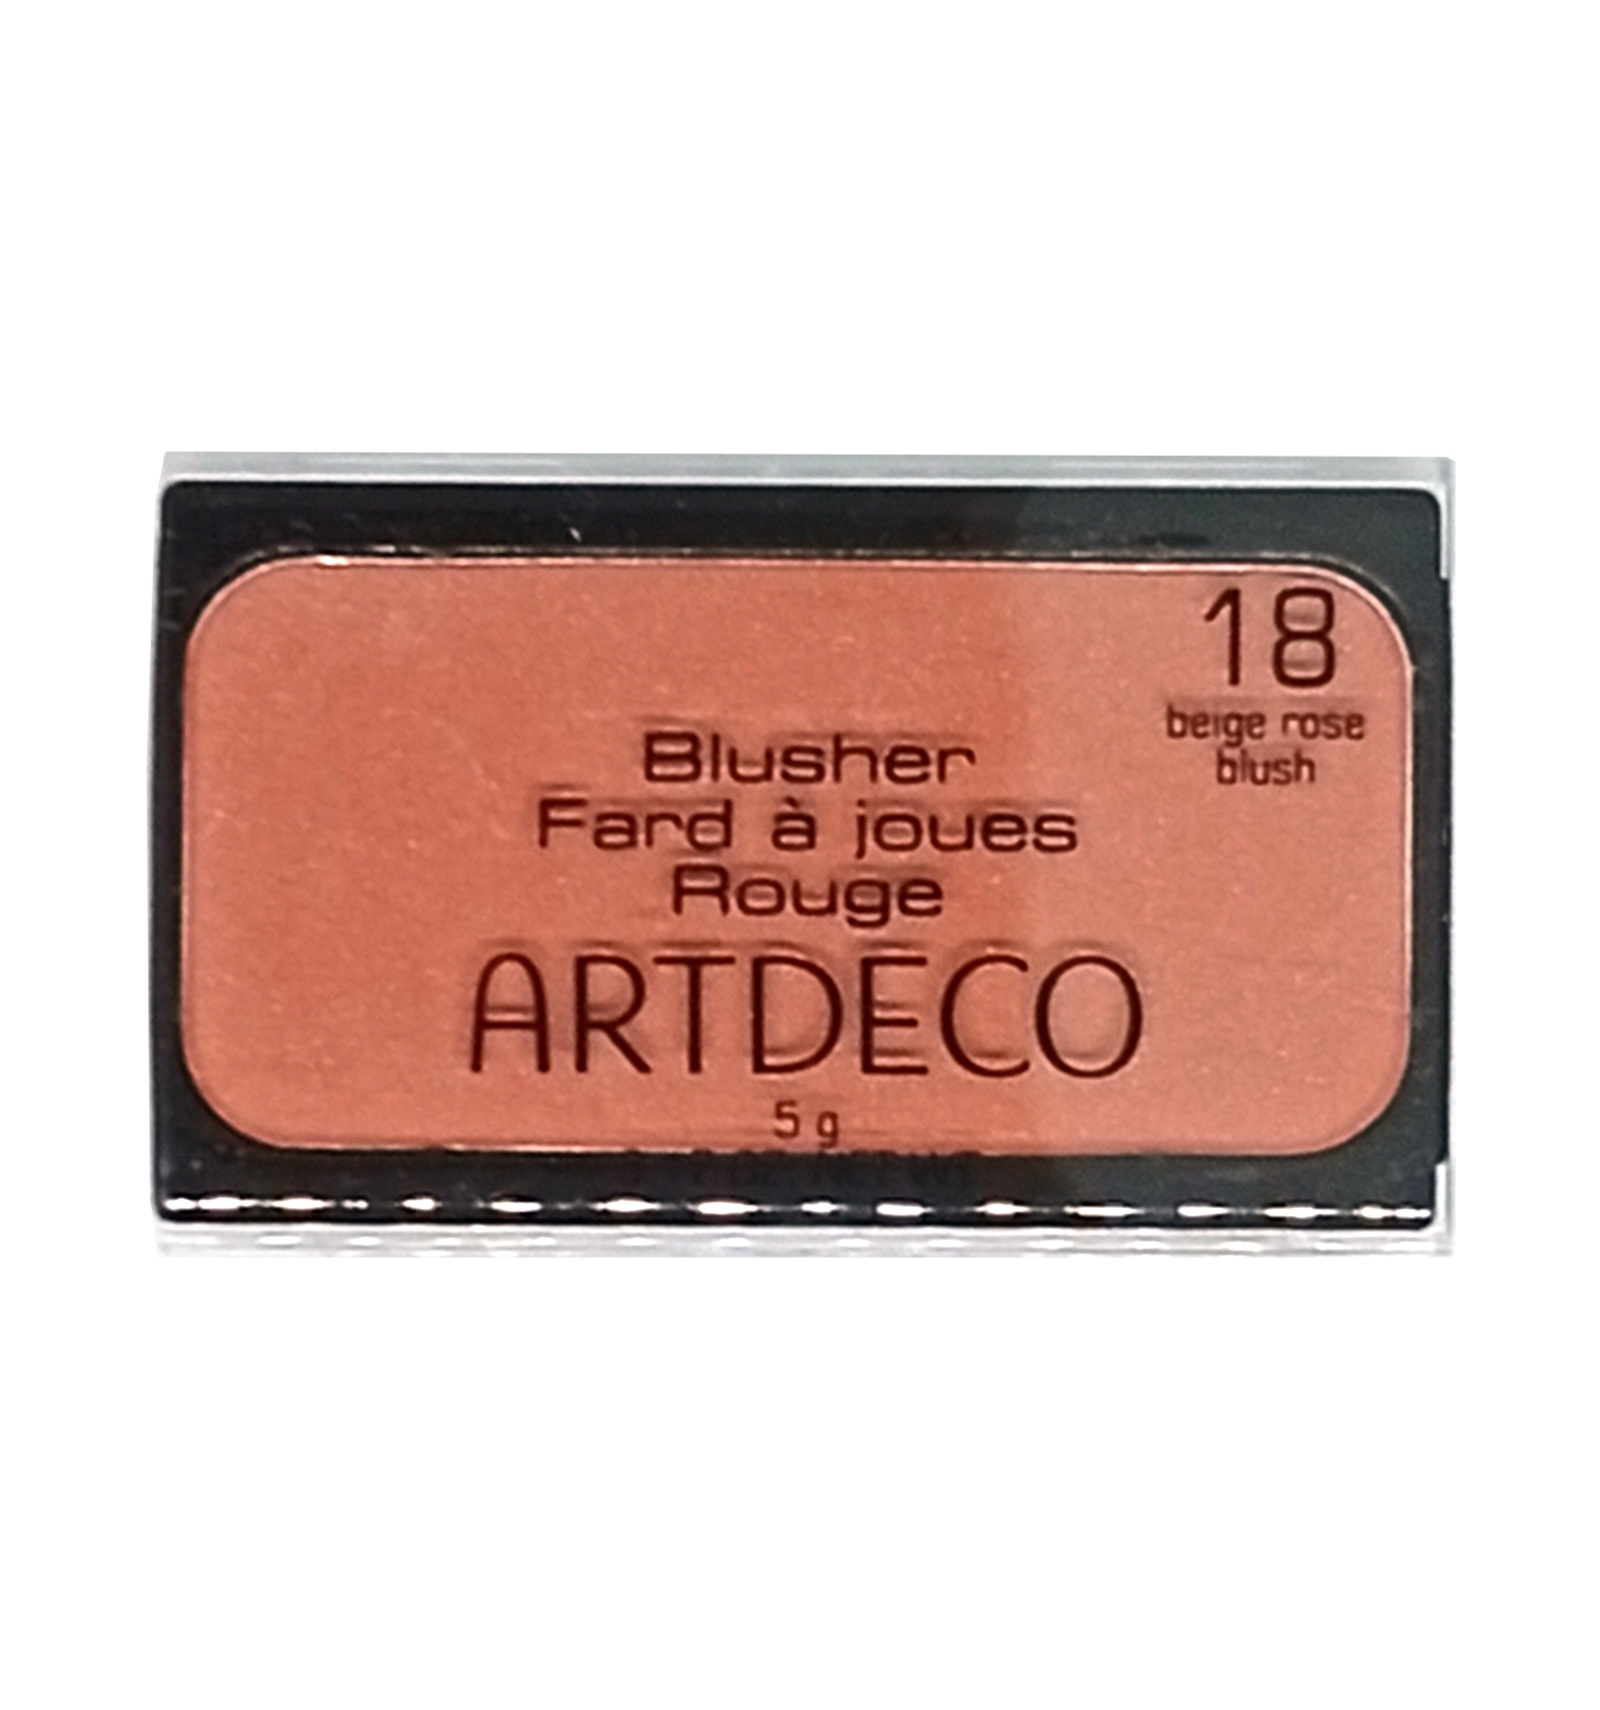 18
beige rose
blush
Blusher
Fard à joues
Rouge
ARTDECO
5 g